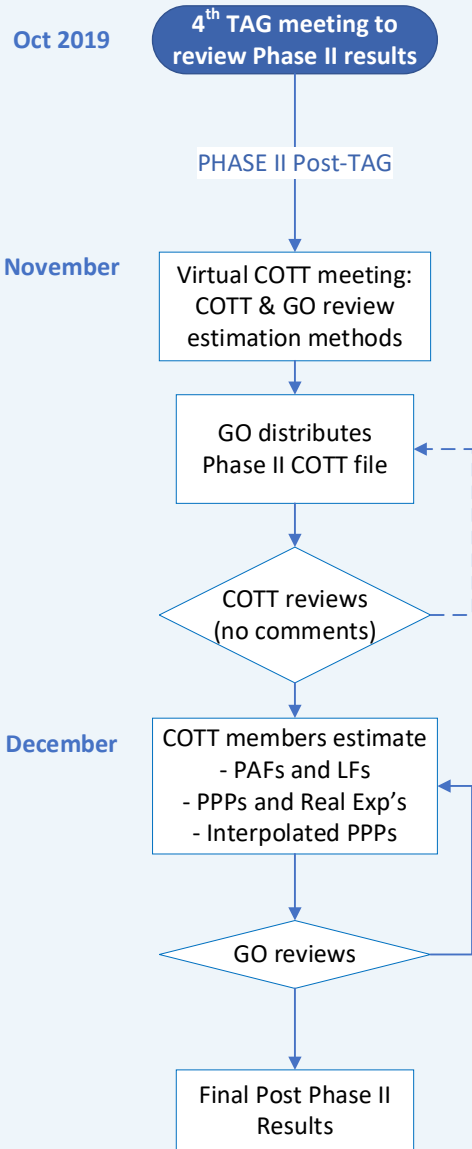 Oct 2019
4th TAG meeting to
review Phase II results
PHASE II Post-TAG
November
Virtual COTT meeting:
COTT & GO review
estimation methods
GO distributes
Phase II COTT file
COTT reviews
(no comments)
December
COTT members estimate
- PAFs and LFs
- PPPs and Real Exp’s
- Interpolated PPPs
GO reviews
Final Post Phase II
Results